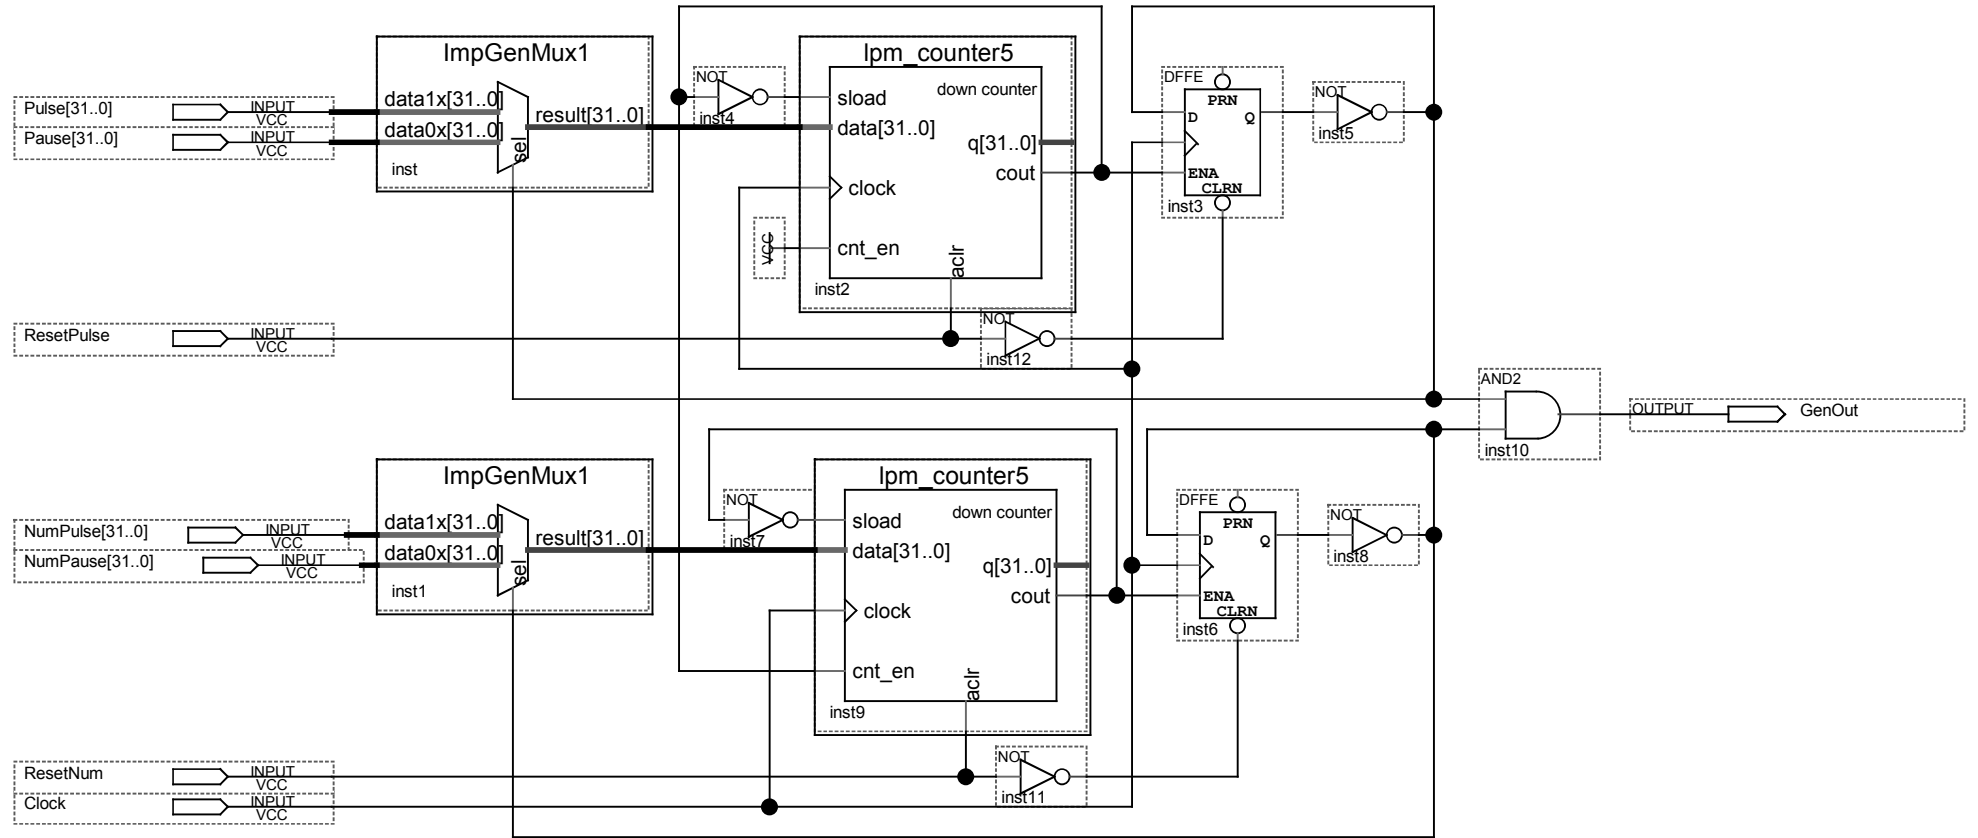 ImpGenMux1
lpm_counter5
Pulse[31..0]
INPUT
VCC
Pause[31..0]
INPUT
VCC
data1x[31..0]
data0x[31..0]
sel
result[31..0]
inst
NOT
inst4
sload
data[31..0]
down counter
q[31..0]
cout
clock
cnt_en
aclr
inst2
VCC
DFFE
PRN
D
Q
ENA
CLRN
inst3
NOT
inst5
ResetPulse
INPUT
VCC
NOT
inst12
AND2
inst10
OUTPUT
GenOut
ImpGenMux1
lpm_counter5
NumPulse[31..0]
INPUT
VCC
NumPause[31..0]
INPUT
VCC
data1x[31..0]
data0x[31..0]
sel
result[31..0]
inst1
NOT
inst7
sload
data[31..0]
down counter
q[31..0]
cout
clock
cnt_en
aclr
inst9
DFFE
PRN
D
Q
ENA
CLRN
inst6
NOT
inst8
ResetNum
INPUT
VCC
Clock
INPUT
VCC
NOT
inst11